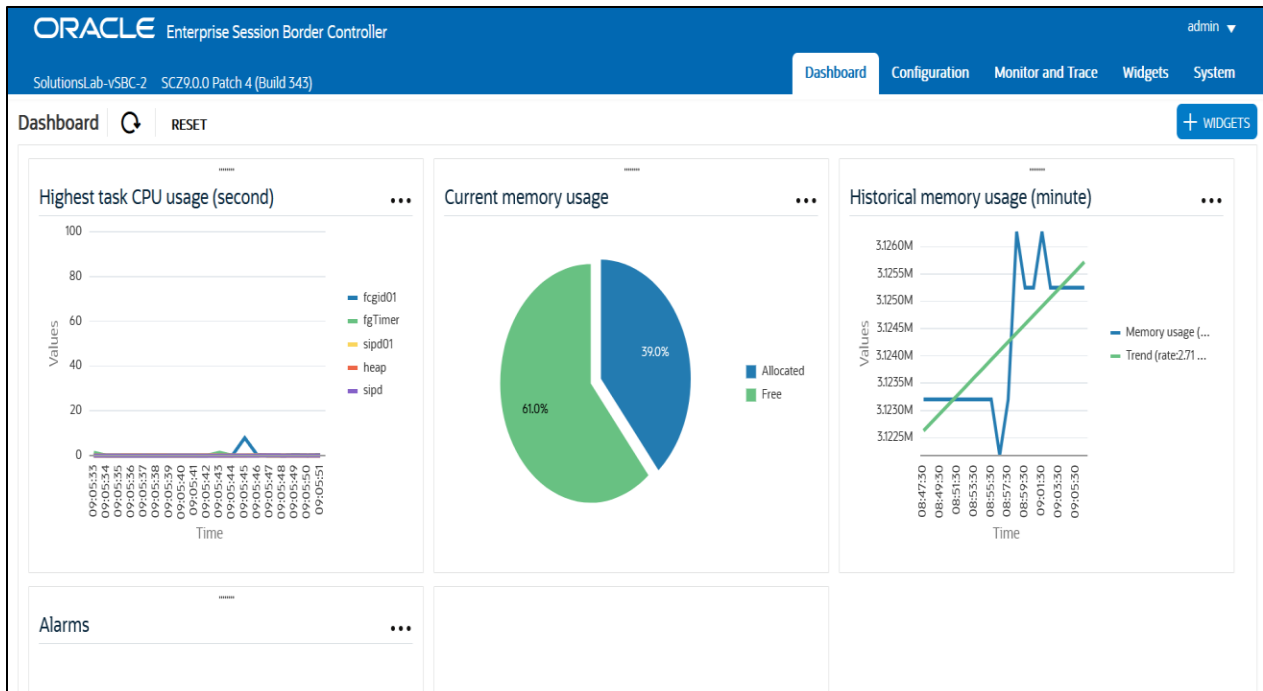 ORACLE Enterprise Session Border Controller
admin
SolutionsLab-vSBC-2 SCZ9.0.0 Patch 4 (Build 343)
Dashboard Configuration Monitor and Trace Widgets System
Dashboard RESET
+ WIDGETS
Highest task CPU usage (second)
100
80
60
40
20
0
Values
09:05:33
09:05:34
09:05:35
09:05:36
09:05:37
09:05:38
09:05:39
09:05:40
09:05:41
09:05:42
09:05:43
09:05:44
09:05:45
09:05:46
09:05:47
09:05:48
09:05:49
09:05:50
09:05:51
Time
fcgid01
fgTimer
sipd01
heap
sipd
Current memory usage
39.0%
61.0%
Allocated
Free
Historical memory usage (minute)
3.1260M
3.1255M
3.1250M
3.1245M
3.1240M
3.1235M
3.1230M
3.1225M
Values
08:47:30
08:49:30
08:51:30
08:53:30
08:55:30
08:57:30
08:59:30
09:01:30
09:03:30
09:05:30
Time
Memory usage (...
Trend (rate:2.71 ...
Alarms